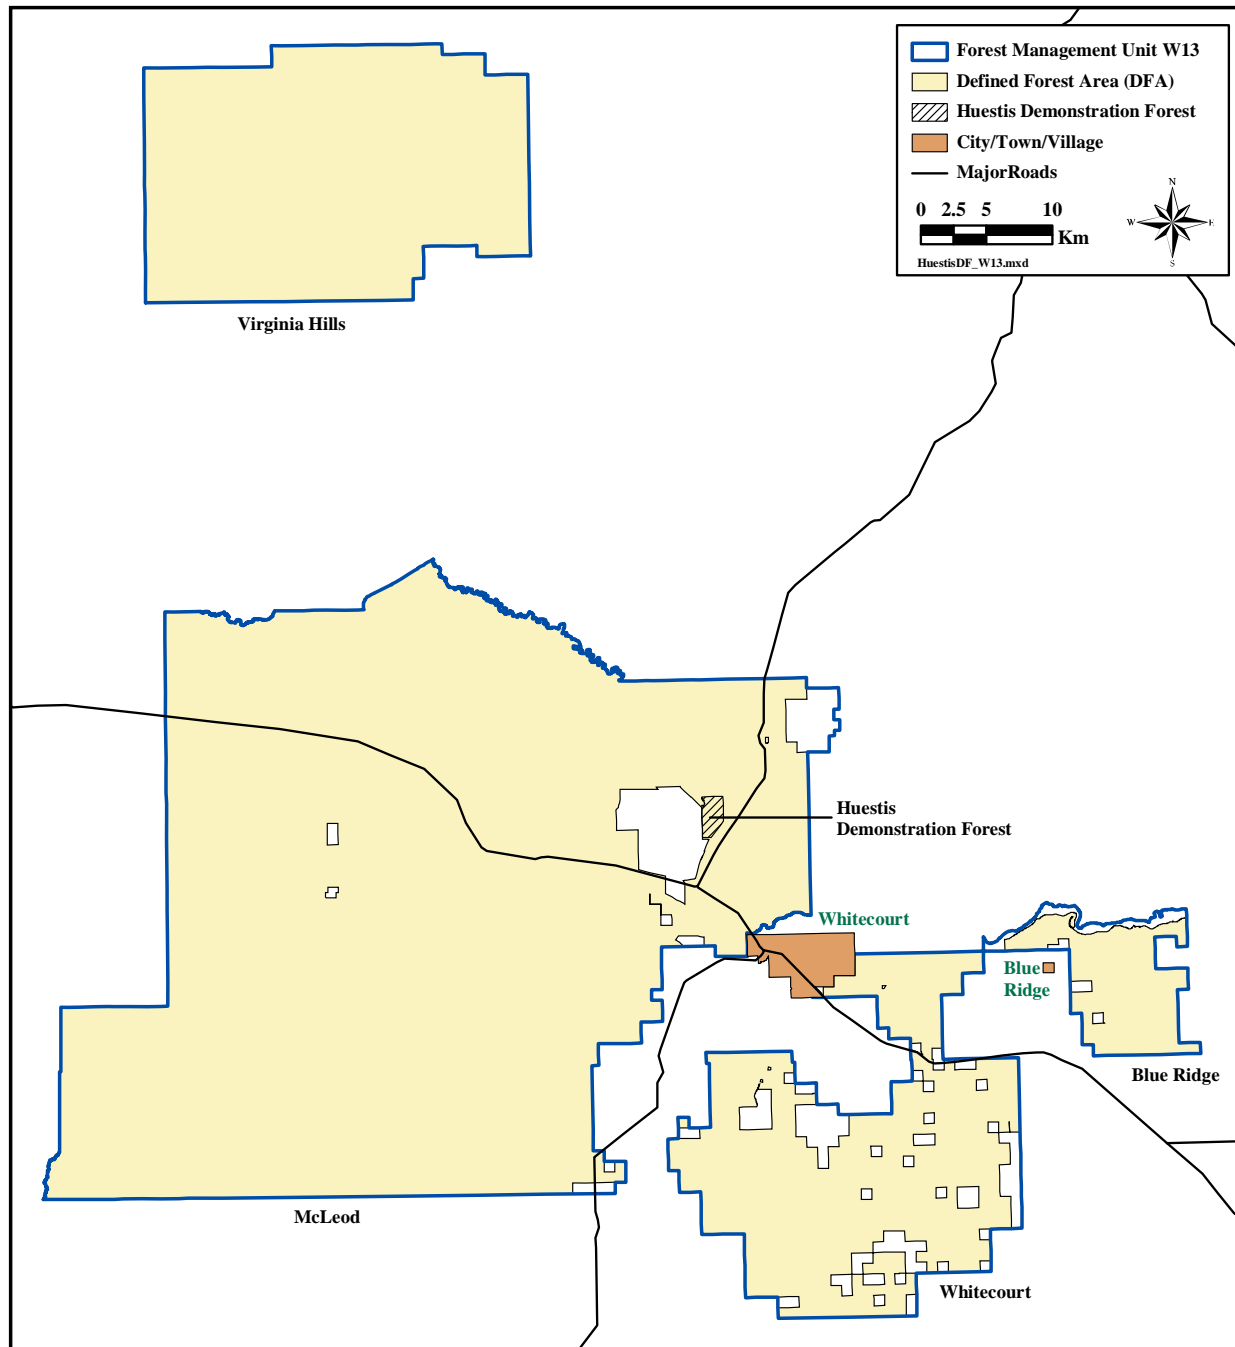 Forest Management Unit W13
Defined Forest Area (DFA)
Huestis Demonstration Forest
City/Town/Village
MajorRoads
0 2.5 5 10
Km
HuestisDF_W13.mxd
N
W E
S
Virginia Hills
Huestis
Demonstration Forest
Whitecourt
Blue
Ridge
Blue Ridge
McLeod
Whitecourt